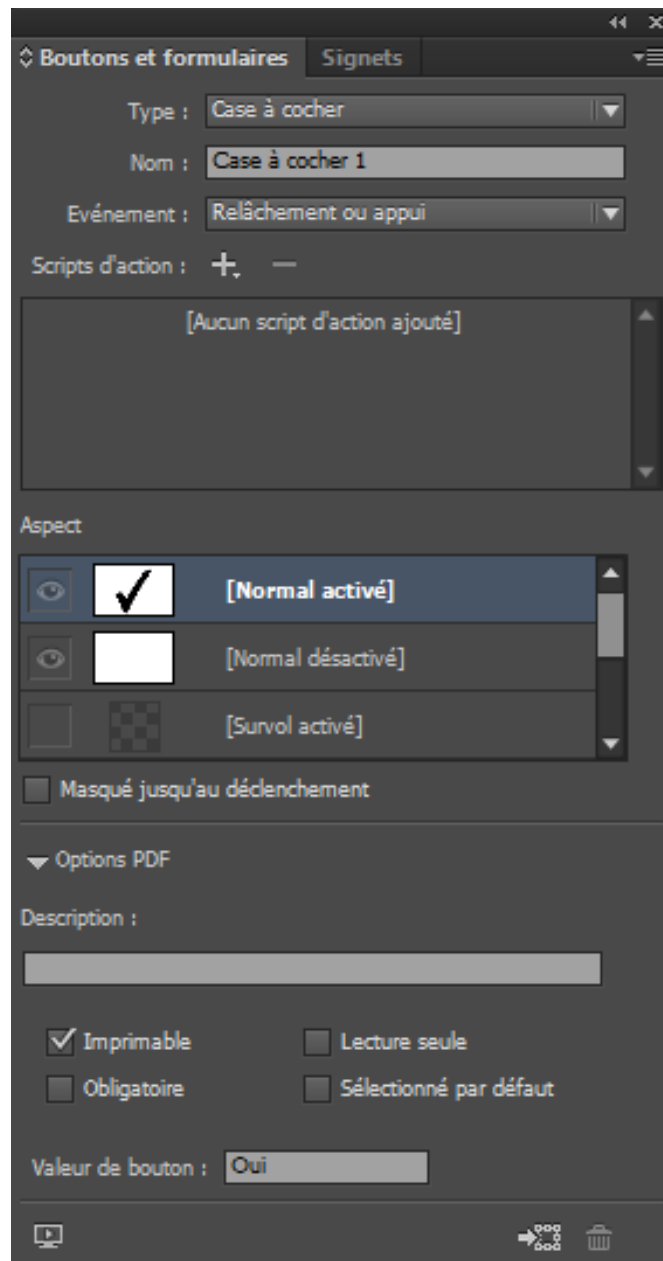 Boutons et formulaires Signets
Type : Case à cocher
Nom : Case à cocher 1
Evénement : Relâchement ou appui
Scripts d'action :
[Aucun script d'action ajouté]
Aspect
[Normal activé]
[Normal désactivé]
[Survol activé]
Masqué jusqu'au déclenchement
Options PDF
Description :
Imprimable Lecture seule
Obligatoire Sélectionné par défaut
Valeur de bouton : Oui